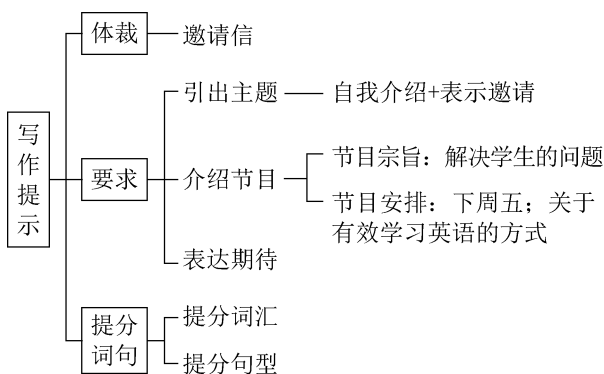 写作提示
体裁
邀请信
要求
引出主题
自我介绍+表示邀请
介绍节目
节目宗旨：解决学生的问题
节目安排：下周五；关于
有效学习英语的方式
表达期待
提分
词句
提分词汇
提分句型